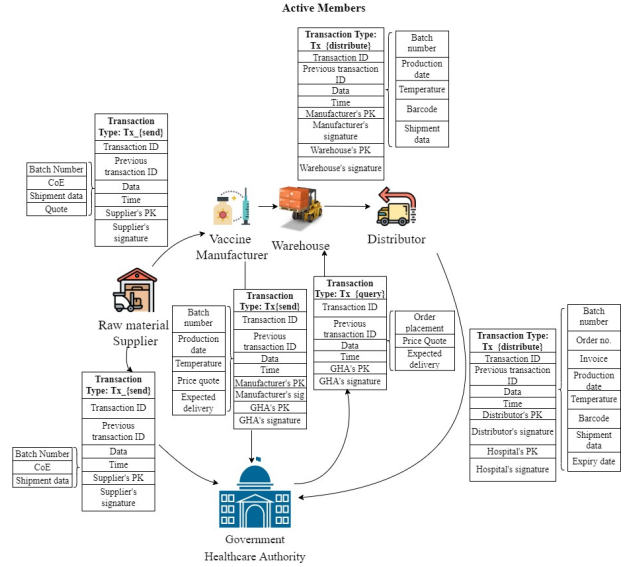 Active Members
Transaction Type:
Tx_{distribute}
Transaction ID
Previous transaction
ID
Data
Time
Manufacturer's PK
Manufacturer's
signature
Warehouse's PK
Warehouse's signature
Batch
number
Production
date
Temperature
Barcode
Shipment
data
Transaction
Type: Tx_{send}
Transaction ID
Previous
transaction ID
Data
Time
Supplier's PK
Supplier's
signature
Batch Number
CoE
Shipment data
Quote
Vaccine
Manufacturer
Warehouse
Distributor
Raw material
Supplier
Batch
number
Production
date
Temperature
Price quote
Expected
delivery
Transaction
Type: Tx{send}
Transaction ID
Previous
transaction ID
Data
Time
Manufacturer's PK
Manufacturer's sig
GHA's PK
GHA's signature
Transaction
Type: Tx_{query}
Transaction ID
Previous
transaction ID
Data
Time
GHA's PK
GHA's signature
Order
placement
Price Quote
Expected
delivery
Transaction Type:
Tx_{distribute}
Transaction ID
Previous transaction
ID
Data
Time
Distributor's PK
Distributor's signature
Hospital's PK
Hospital's signature
Batch
number
Order no.
Invoice
Production
date
Temperature
Barcode
Shipment
data
Expiry date
Transaction
Type: Tx_{send}
Transaction ID
Previous
transaction ID
Data
Time
Supplier's PK
Supplier's
signature
Batch Number
CoE
Shipment data
Government
Healthcare Authority